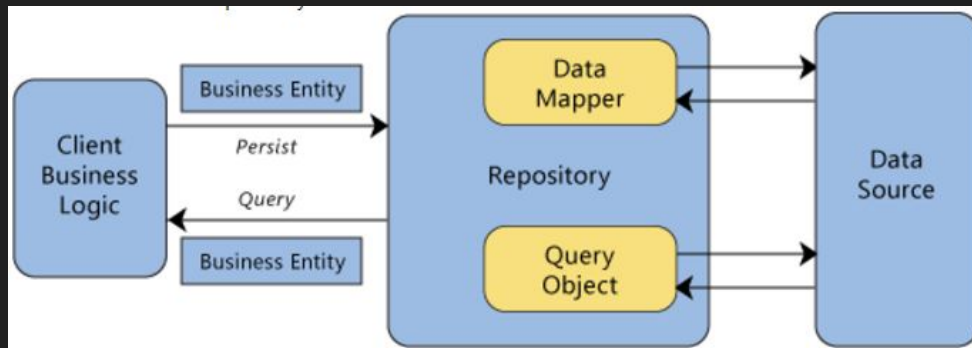 Business Entity
Persist
Client
Business
Logic
Query
Business Entity
Data
Mapper
Repository
Query
Object
Data
Source